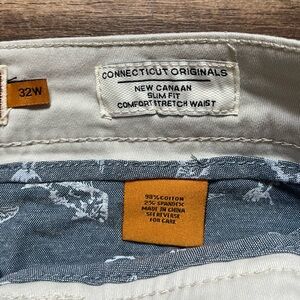 32W
CONNECTICUT ORIGINALS
NEW CANAAN
SLIM FIT
COMFORT STRETCH WAIST
98% COTTON
2% SPANDEX
MADE IN CHINA
SEE REVERSE
FOR CARE